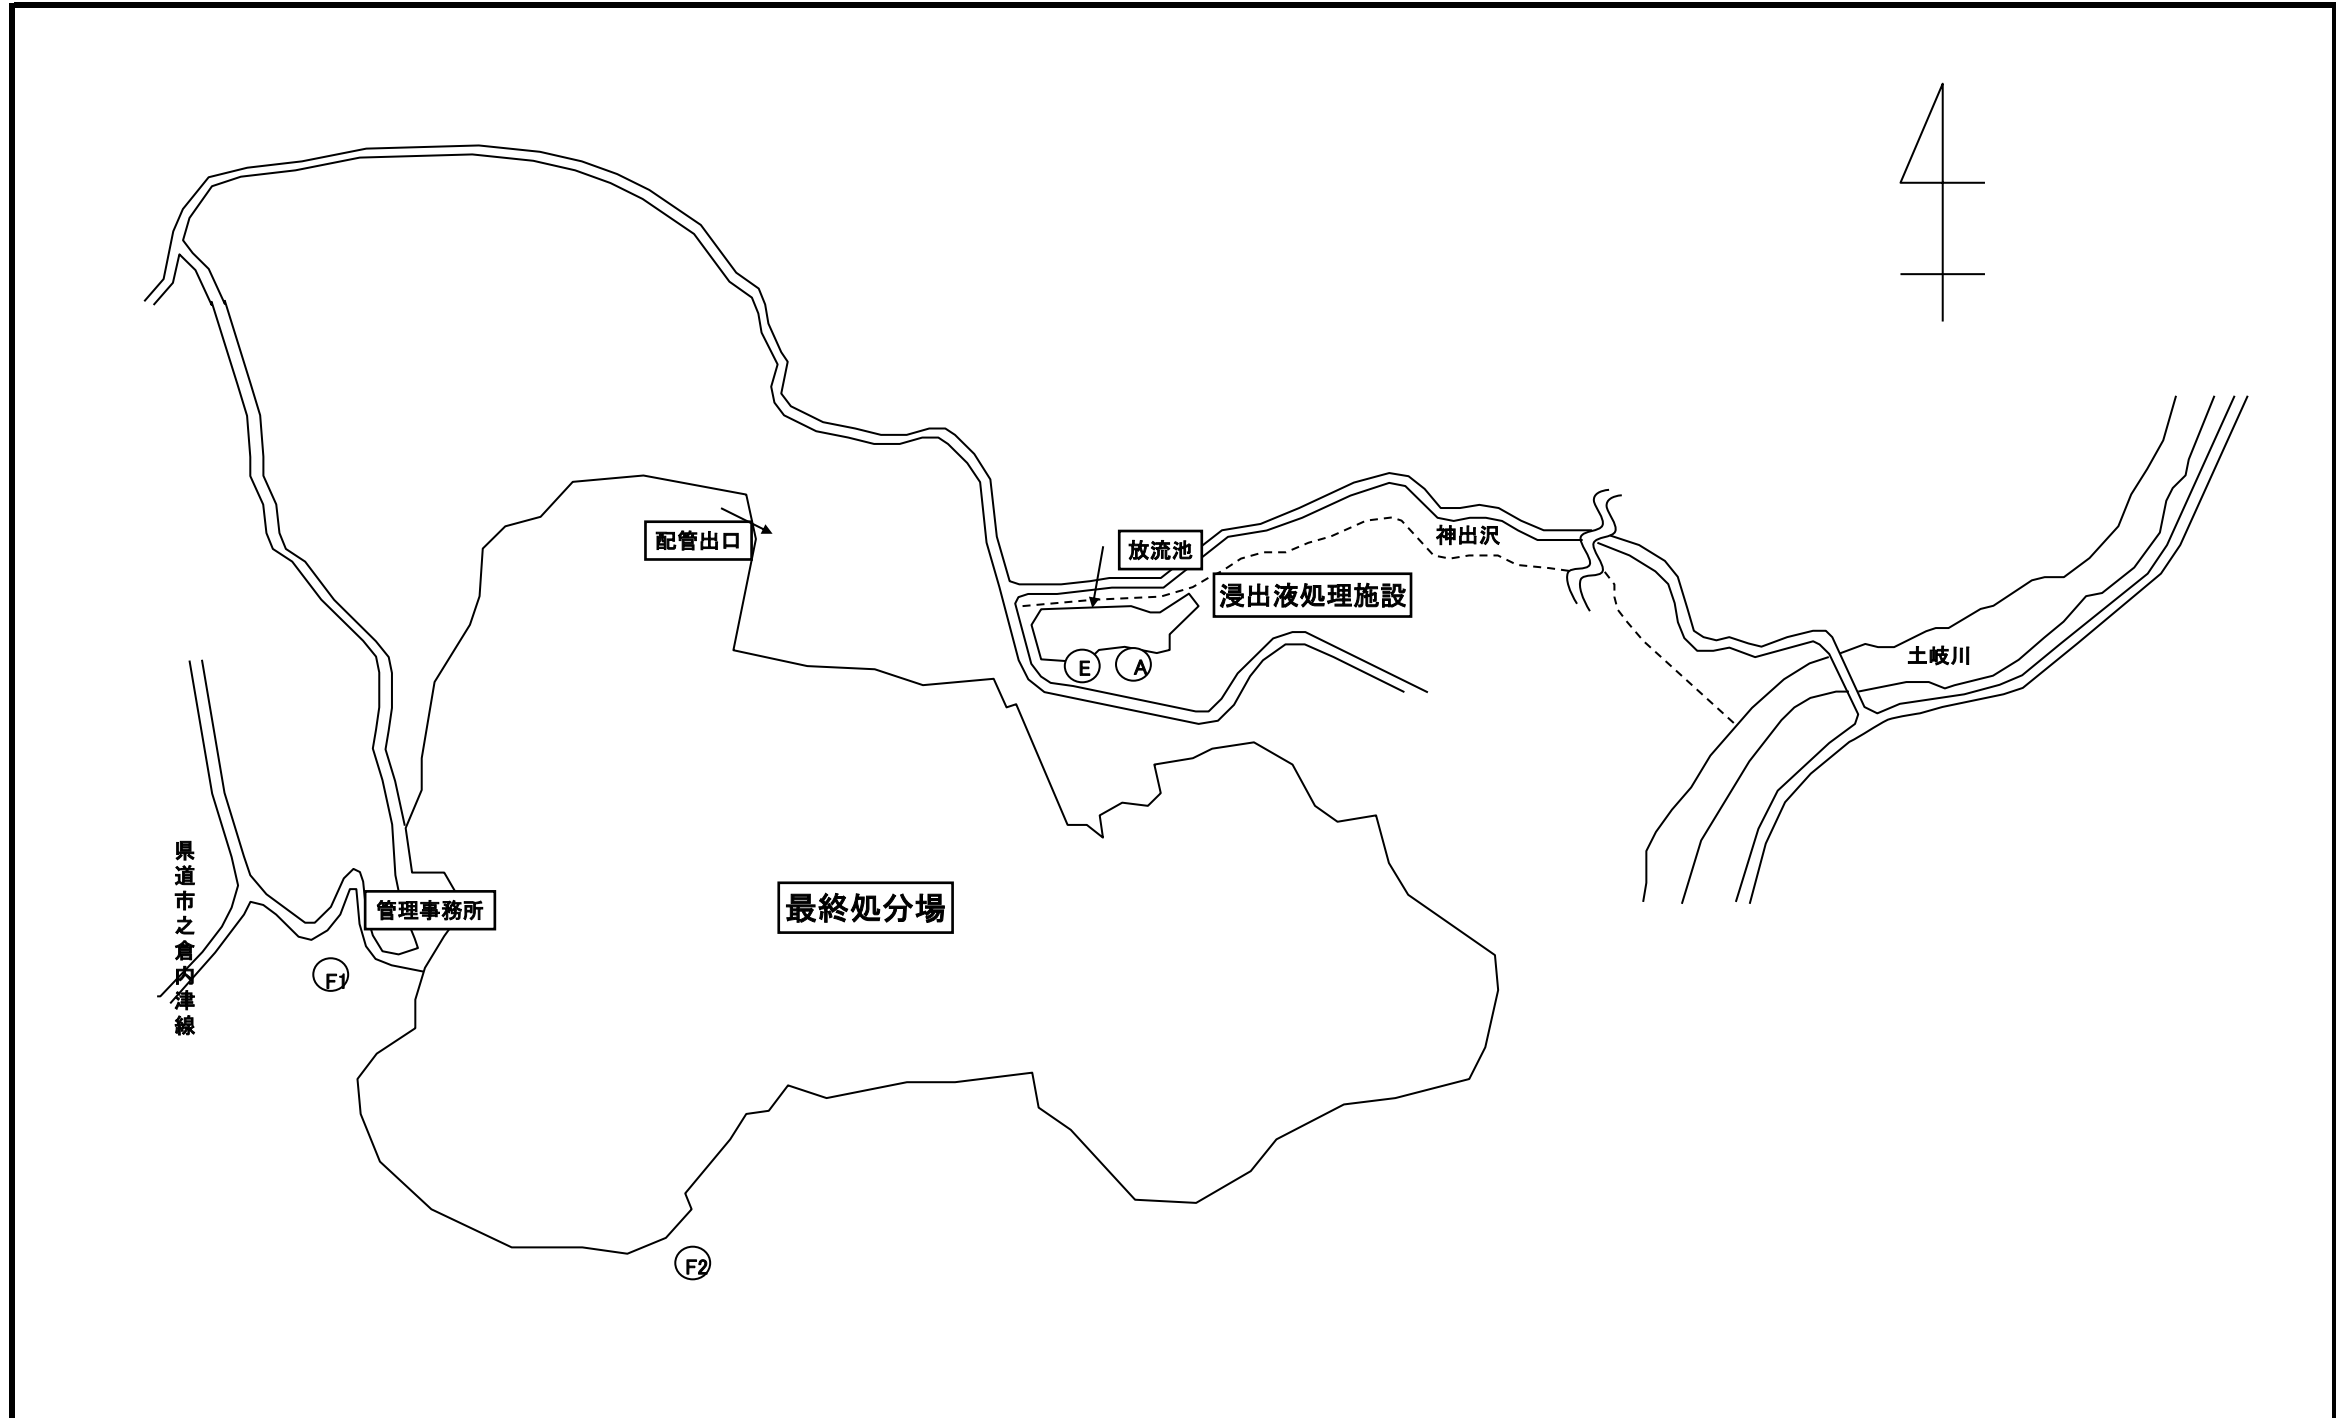 配管出口
放流池
神出沢
浸出液処理施設
土岐川
E
A
県道市之倉内津線
管理事務所
最終処分場
F1
F2